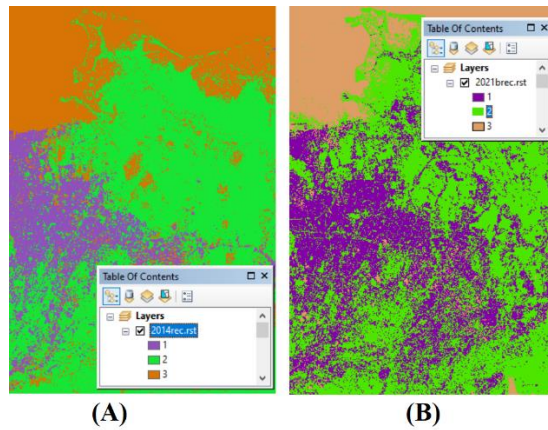 Table Of Contents
Layers
2014rec.rst
1
2
3
(A)
Table Of Contents
Layers
2021brec.rst
1
2
3
(B)